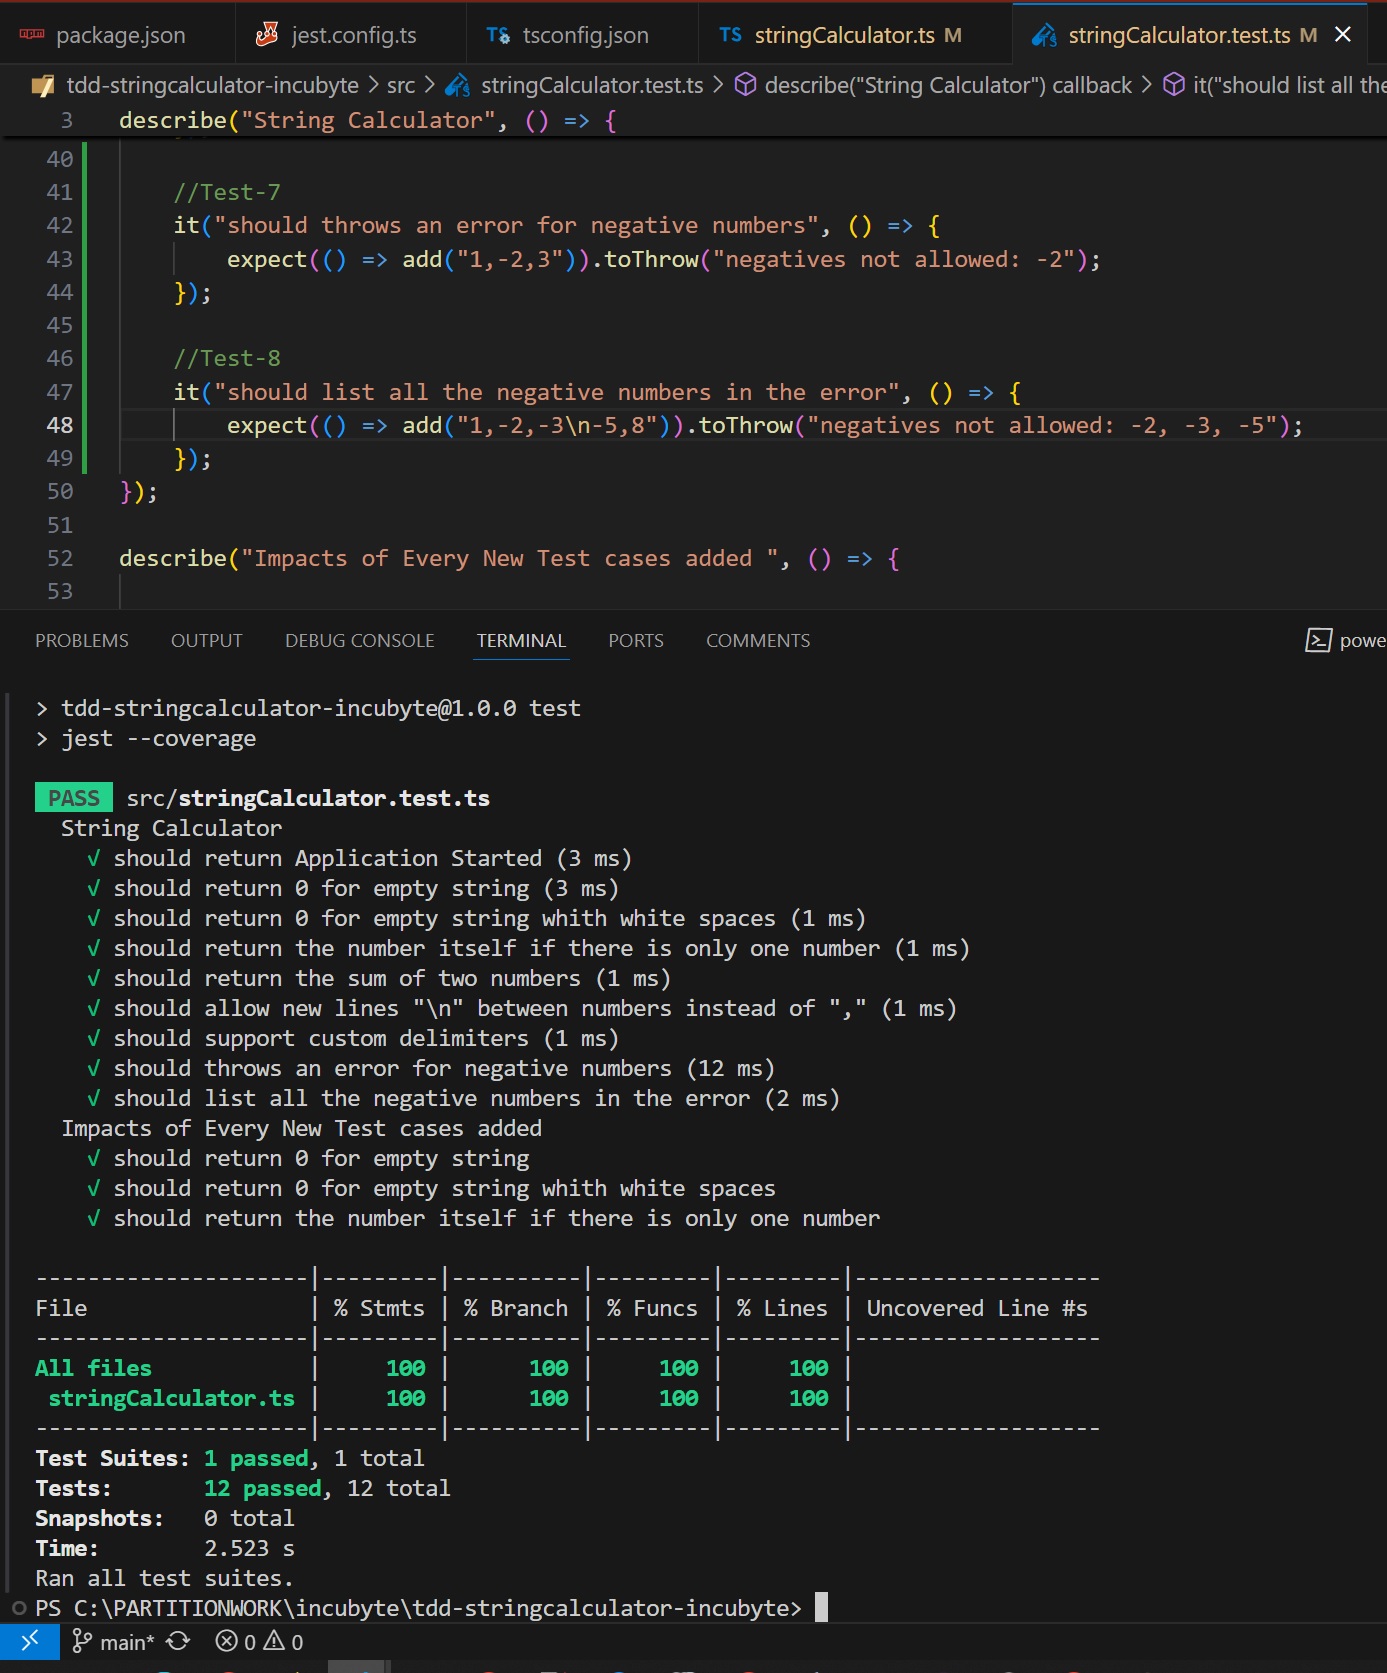 package.json
jest.config.ts
TS tsconfig.json
TS stringCalculator.ts M
stringCalculator.test.ts M
tdd-stringcalculator-incubyte > src > stringCalculator.test.ts > describe("String Calculator") callback > it("should list all the
3 describe("String Calculator", () => {
40
41 //Test-7
42 it("should throws an error for negative numbers", () => {
43 expect(() => add("1,-2,3")).toThrow("negatives not allowed: -2");
44 });
45
46 //Test-8
47 it("should list all the negative numbers in the error", () => {
48 expect(() => add("1,-2,-3\n-5,8")).toThrow("negatives not allowed: -2, -3, -5");
49 });
50 });
51
52 describe("Impacts of Every New Test cases added ", () => {
53
PROBLEMS OUTPUT DEBUG CONSOLE TERMINAL PORTS COMMENTS powe
> tdd-stringcalculator-incubyte@1.0.0 test
> jest --coverage
PASS src/stringCalculator.test.ts
String Calculator
√ should return Application Started (3 ms)
√ should return 0 for empty string (3 ms)
√ should return 0 for empty string whith white spaces (1 ms)
√ should return the number itself if there is only one number (1 ms)
√ should return the sum of two numbers (1 ms)
√ should allow new lines "\n" between numbers instead of "," (1 ms)
√ should support custom delimiters (1 ms)
√ should throws an error for negative numbers (12 ms)
√ should list all the negative numbers in the error (2 ms)
Impacts of Every New Test cases added
√ should return 0 for empty string
√ should return 0 for empty string whith white spaces
√ should return the number itself if there is only one number
---------------------|---------|----------|---------|---------|-------------------
File | % Stmts | % Branch | % Funcs | % Lines | Uncovered Line #s
---------------------|---------|----------|---------|---------|-------------------
All files | 100 | 100 | 100 | 100 |
stringCalculator.ts | 100 | 100 | 100 | 100 |
---------------------|---------|----------|---------|---------|-------------------
Test Suites: 1 passed, 1 total
Tests: 12 passed, 12 total
Snapshots: 0 total
Time: 2.523 s
Ran all test suites.
PS C:\PARTITIONWORK\incubyte\tdd-stringcalculator-incubyte>
main* 0 0